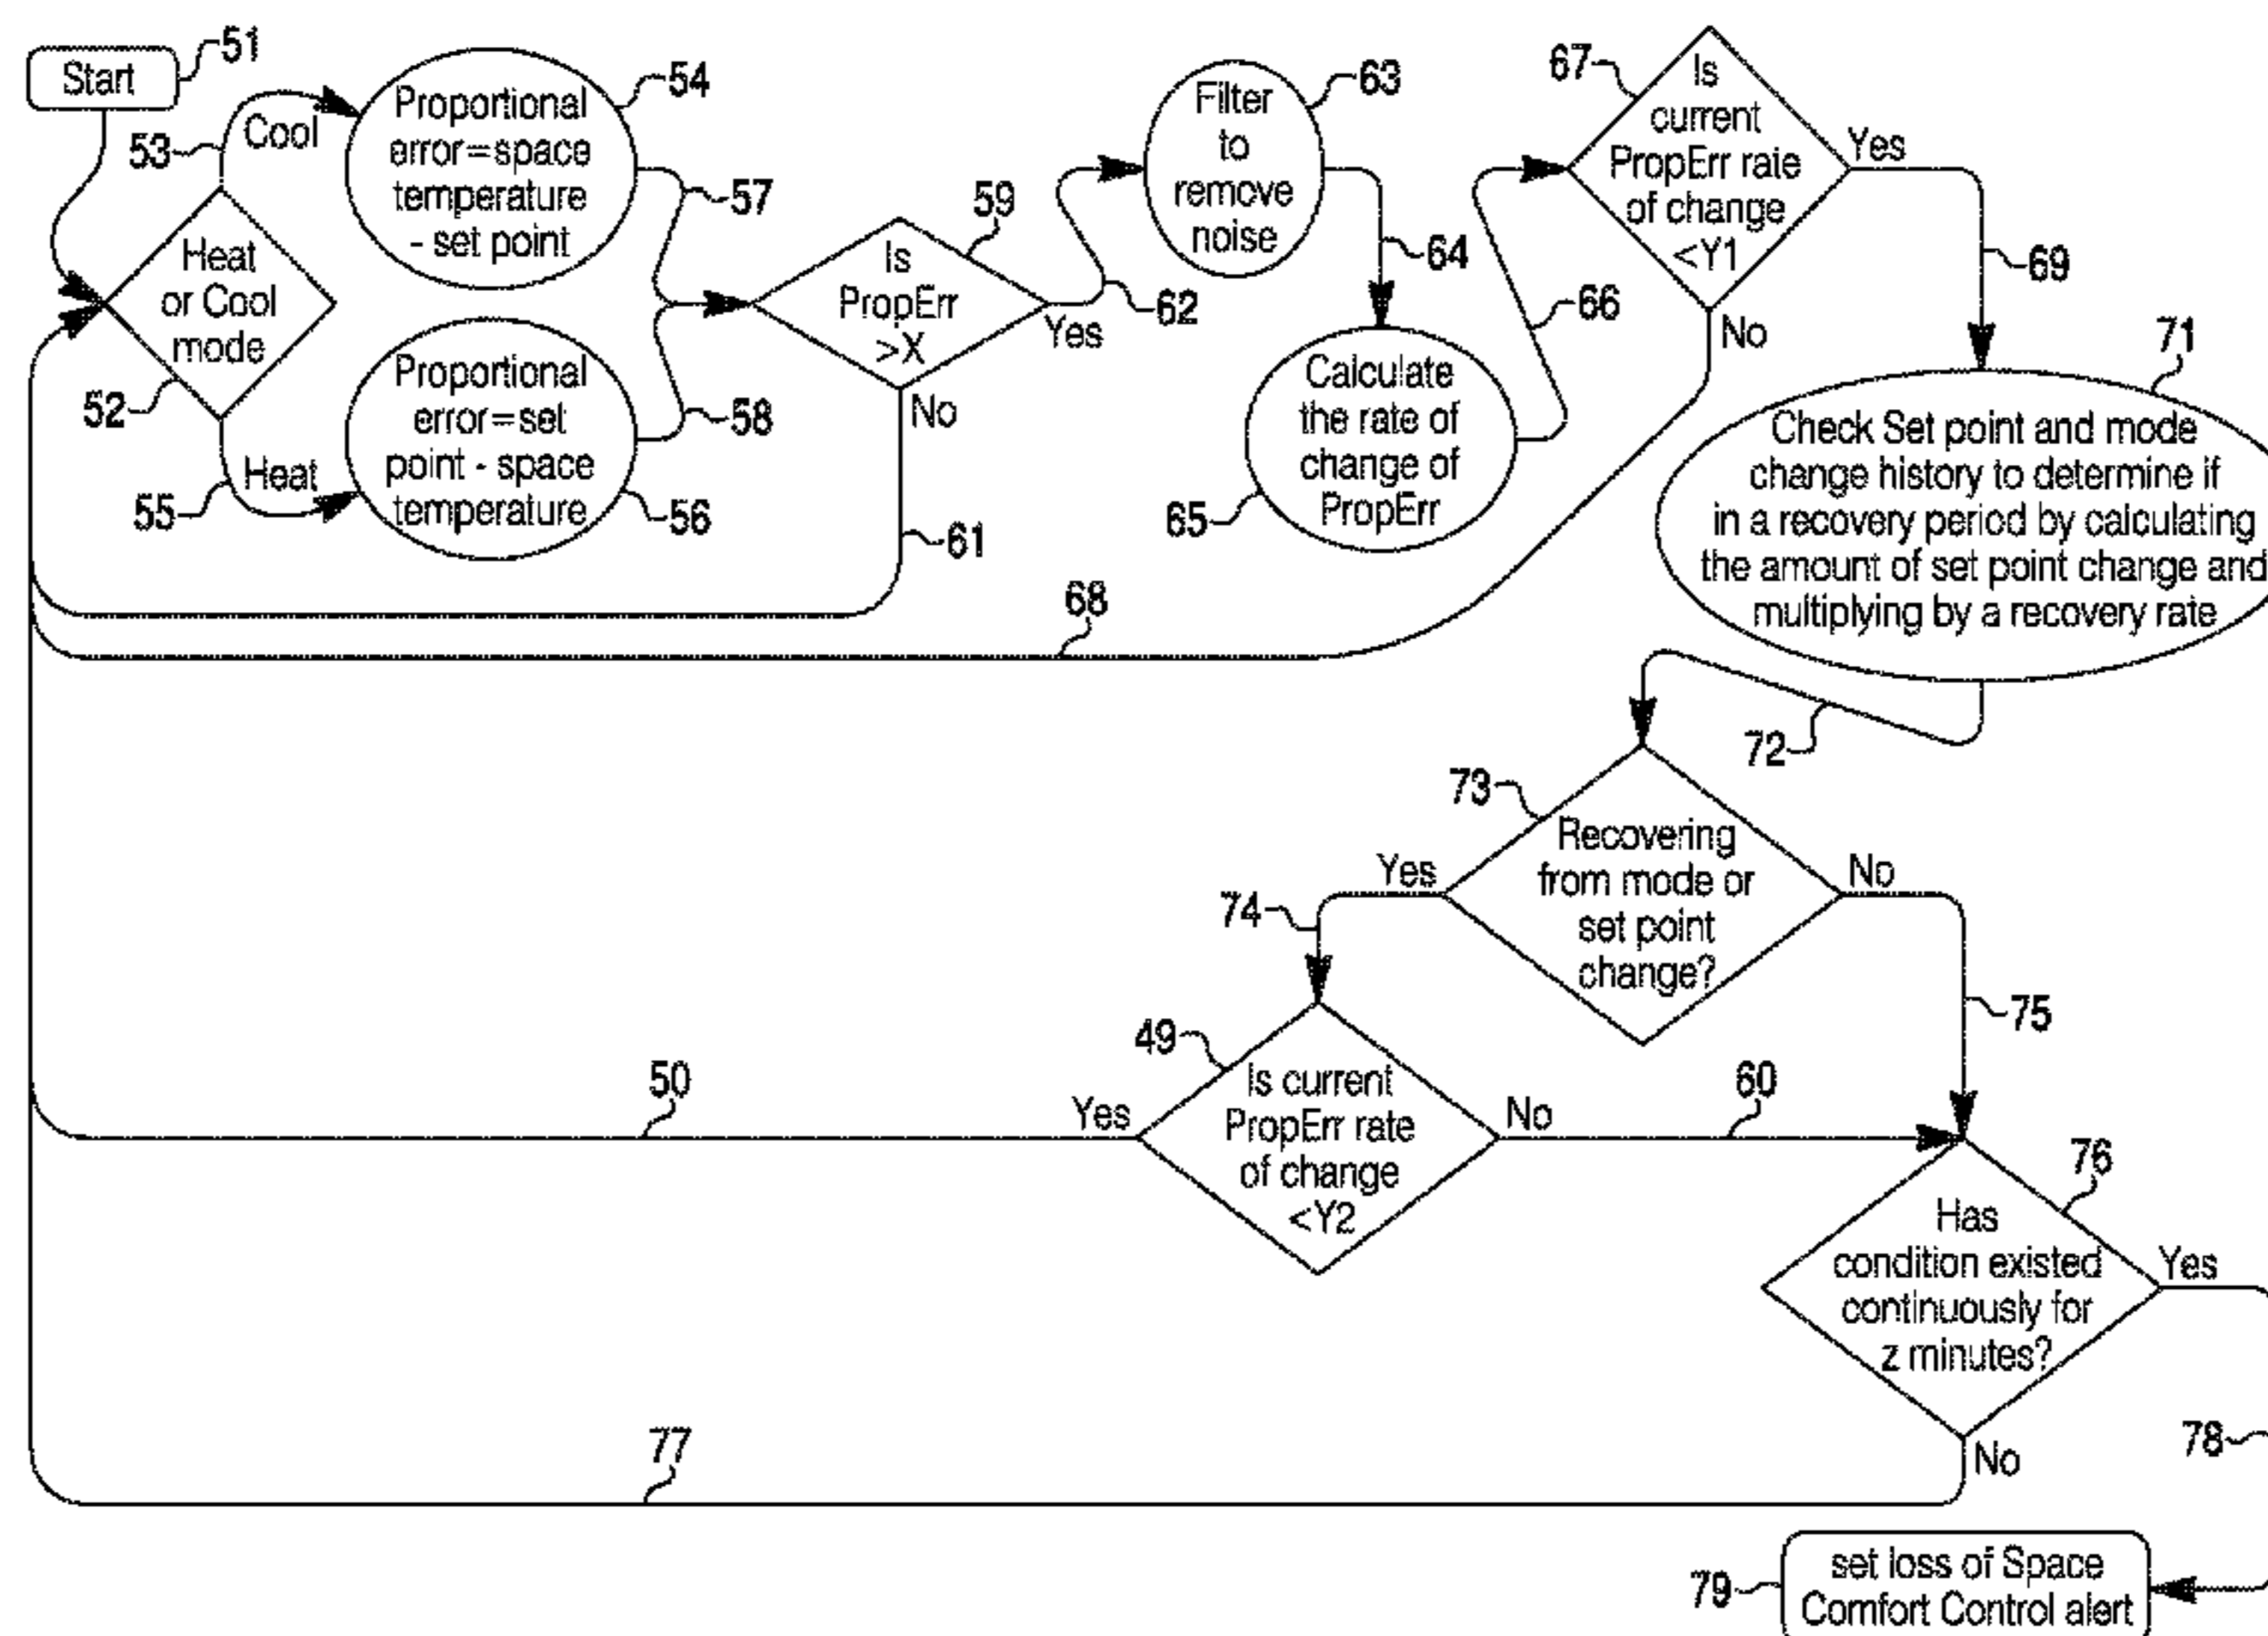 Start
51
52
Heat
or Cool
mode
53
Cool
Proportional
error=space
temperature
- set point
54
55
Heat
Proportional
error=set
point - space
temperature
56
57
58
59
Is
PropErr
>X
Yes
No
61
62
Filter
to
remove
noise
63
64
Calculate
the rate of
change of
PropErr
65
66
67
Is
current
PropErr rate
of change
<Y1
Yes
No
68
69
71
Check Set point and mode
change history to determine if
in a recovery period by calculating
the amount of set point change and
multiplying by a recovery rate
72
73
Recovering
from mode or
set point
change?
Yes
No
74
75
49
Is current
PropErr rate
of change
<Y2
Yes
No
50
60
76
Has
condition existed
continuously for
z minutes?
Yes
No
77
78
79
set loss of Space
Comfort Control alert